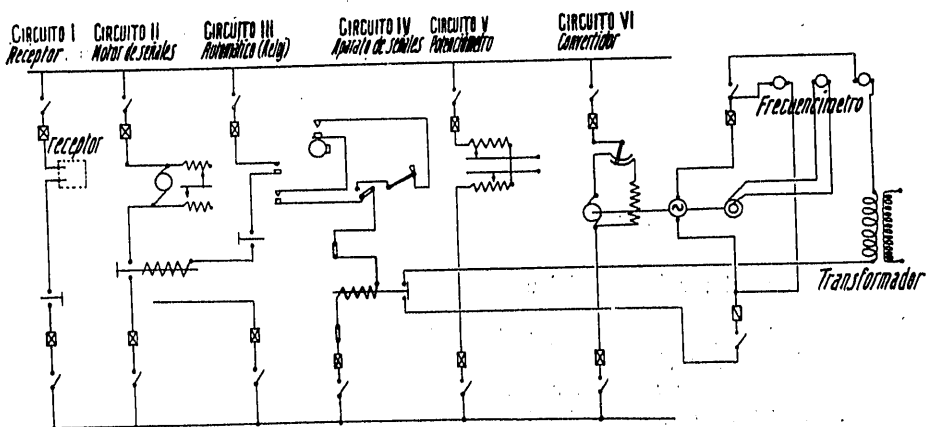 CIRCUITO I
Receptor :
CIRCUITO II
Motor de señales
CIRCUITO III
Automático (Reloj)
CIRCUITO IV
Aparato de señales
CIRCUITO V
Potenciómetro
CIRCUITO VI
Convertidor
receptor
Frecuencímetro
Transformador